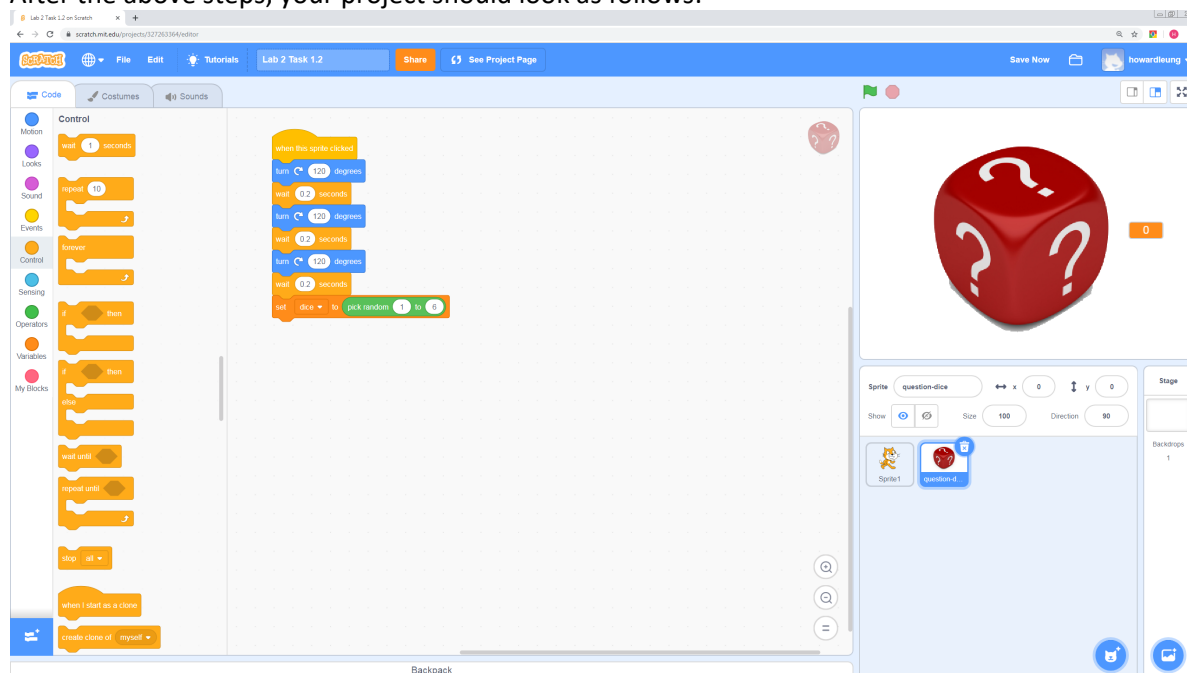 After the above steps, your project should look as follows:
Lab 2 Task 1.2 on Scratch
scratch.mit.edu/projects/327263364/editor
SCRATCH File Edit Tutorials Lab 2 Task 1.2 Share See Project Page Save Now howardleung
Code Costumes Sounds
Motion
Looks
Sound
Events
Control
Sensing
Operators
Variables
My Blocks
Control
wait 1 seconds
repeat 10
forever
if then
if then
else
wait until
repeat until
stop all
when I start as a clone
create clone of myself
when this sprite clicked
turn 120 degrees
wait 0.2 seconds
turn 120 degrees
wait 0.2 seconds
turn 120 degrees
wait 0.2 seconds
set dice to pick random 1 to 6
? ?
?
? ?
0
Sprite question-dice x 0 y 0
Show Size 100 Direction 90
Sprite1
question-d...
Stage
Backdrops
1
Backpack